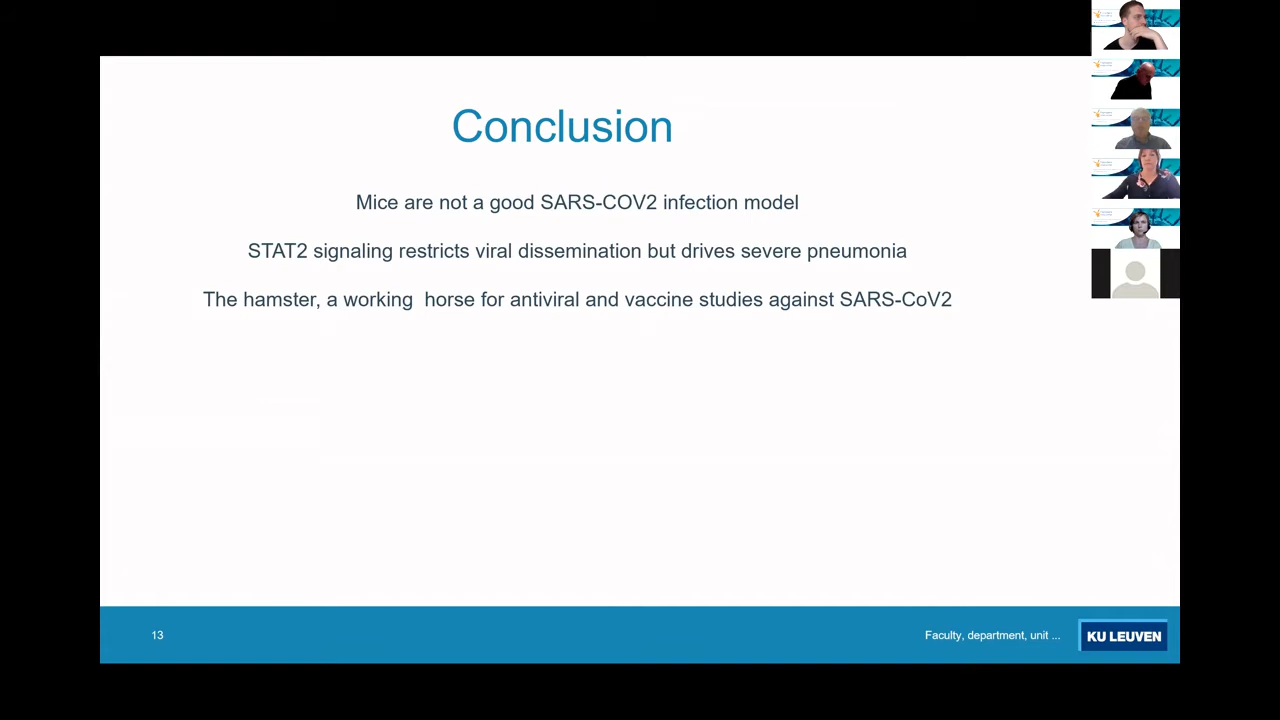 Conclusion
Mice are not a good SARS-COV2 infection model
STAT2 signaling restricts viral dissemination but drives severe pneumonia
The hamster, a working  horse for antiviral and vaccine studies against SARS-CoV2
13
Faculty, department, unit ...
KU LEUVEN